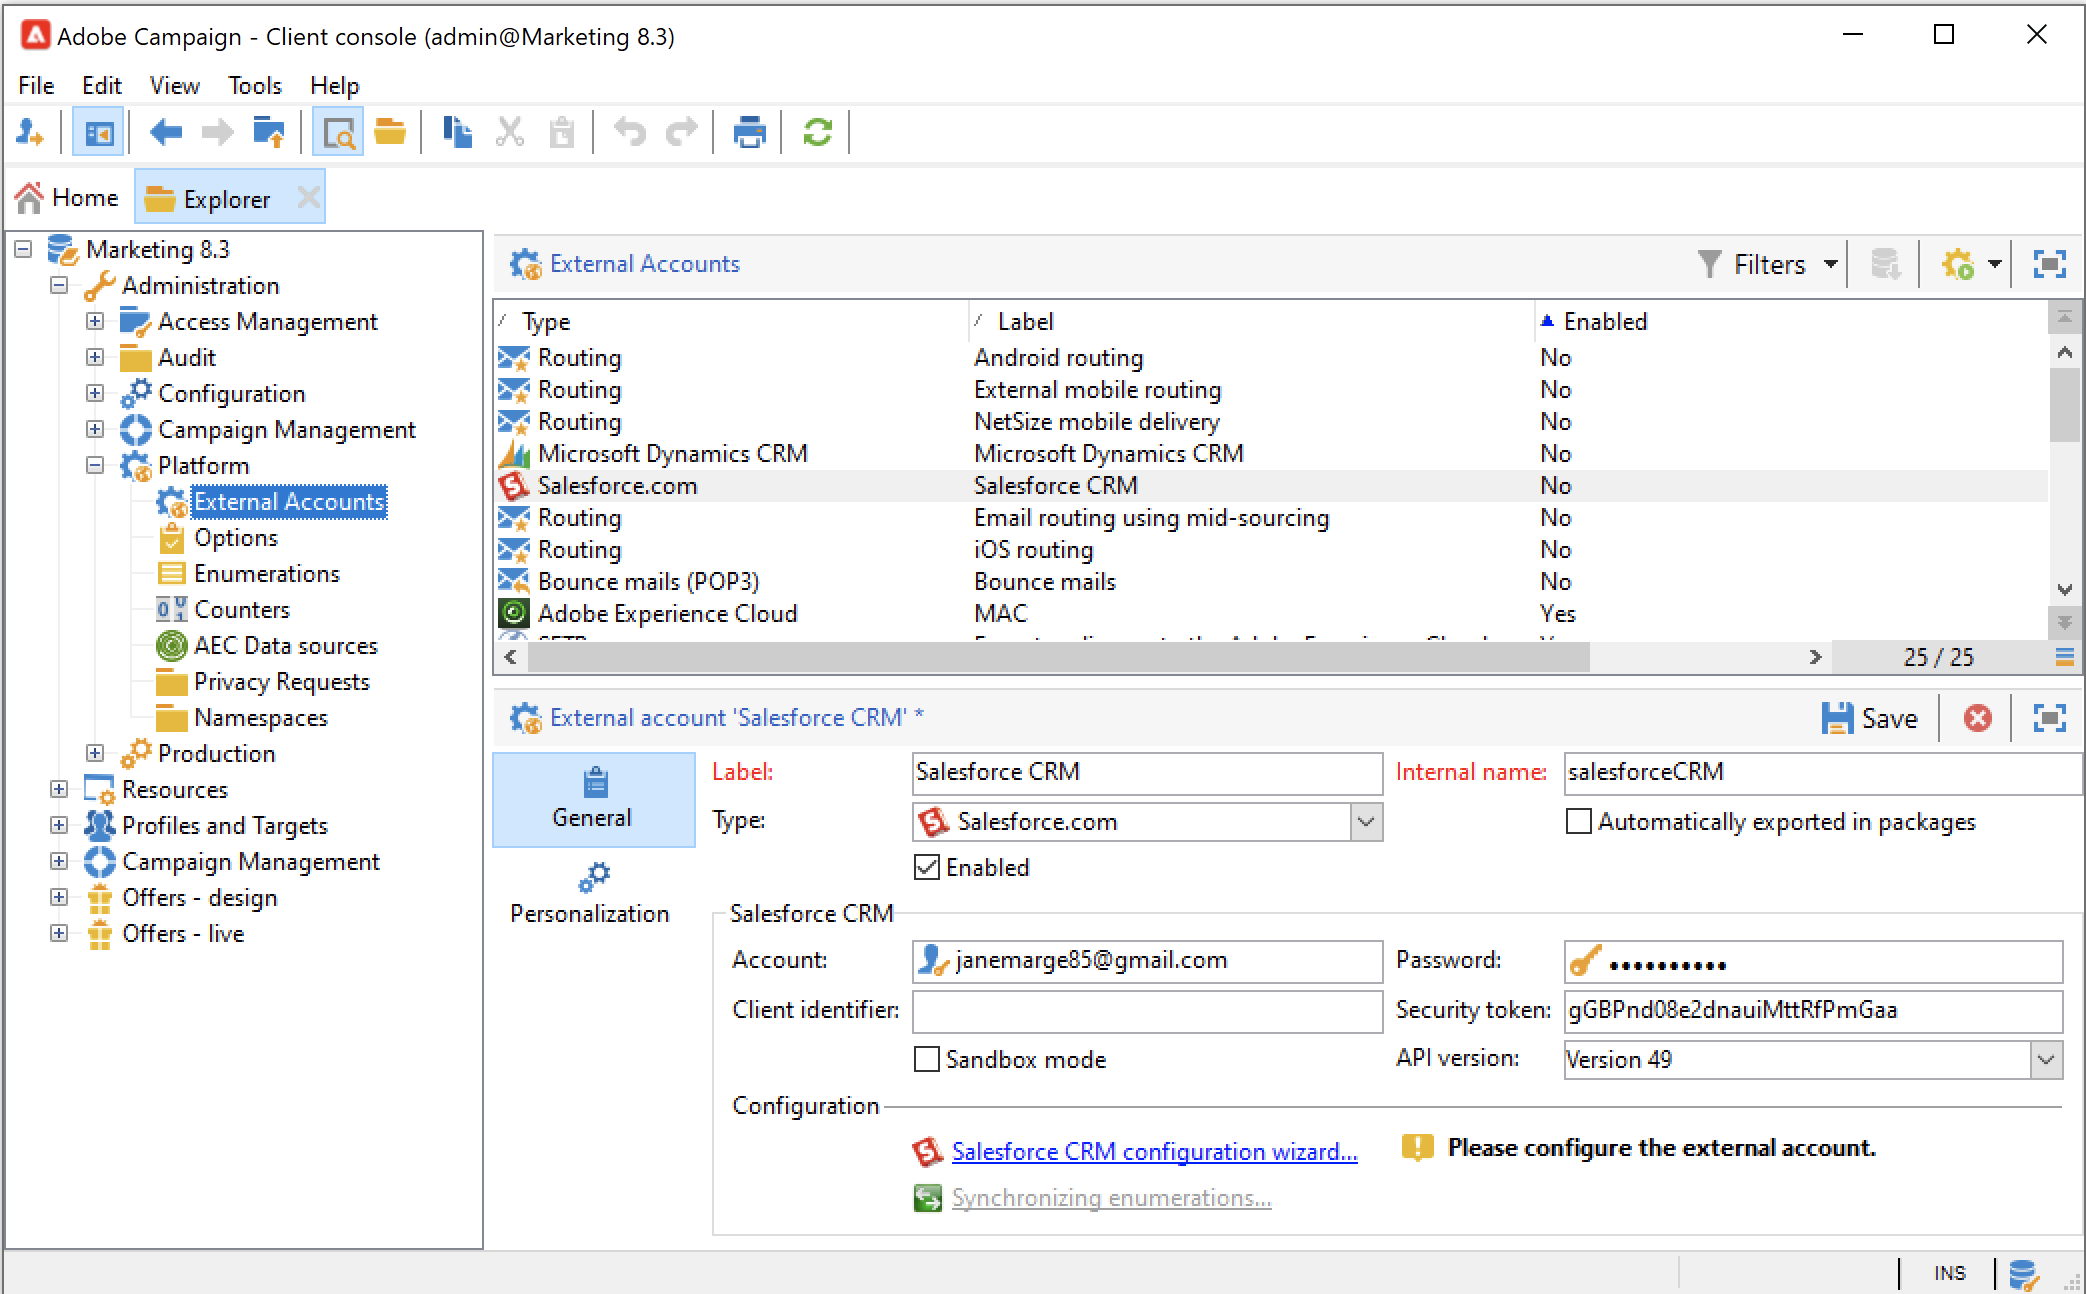 Adobe Campaign - Client console (admin@Marketing 8.3)
File Edit View Tools Help
Home Explorer
Marketing 8.3
Administration
Access Management
Audit
Configuration
Campaign Management
Platform
External Accounts
Options
Enumerations
Counters
AEC Data sources
Privacy Requests
Namespaces
Production
Resources
Profiles and Targets
Campaign Management
Offers - design
Offers - live
External Accounts Filters
Type Label Enabled
Routing Android routing No
Routing External mobile routing No
Routing NetSize mobile delivery No
Microsoft Dynamics CRM Microsoft Dynamics CRM No
Salesforce.com Salesforce CRM No
Routing Email routing using mid-sourcing No
Routing iOS routing No
Bounce mails (POP3) Bounce mails No
Adobe Experience Cloud MAC Yes
25 / 25
External account 'Salesforce CRM' * Save
General
Personalization
Label: Salesforce CRM Internal name: salesforceCRM
Type: Salesforce.com Automatically exported in packages
Enabled
Salesforce CRM
Account: janemarge85@gmail.com Password: ••••••••••
Client identifier: Security token: gGBPnd08e2dnauiMttRfPmGaa
Sandbox mode API version: Version 49
Configuration
Salesforce CRM configuration wizard... Please configure the external account.
Synchronizing enumerations...
INS